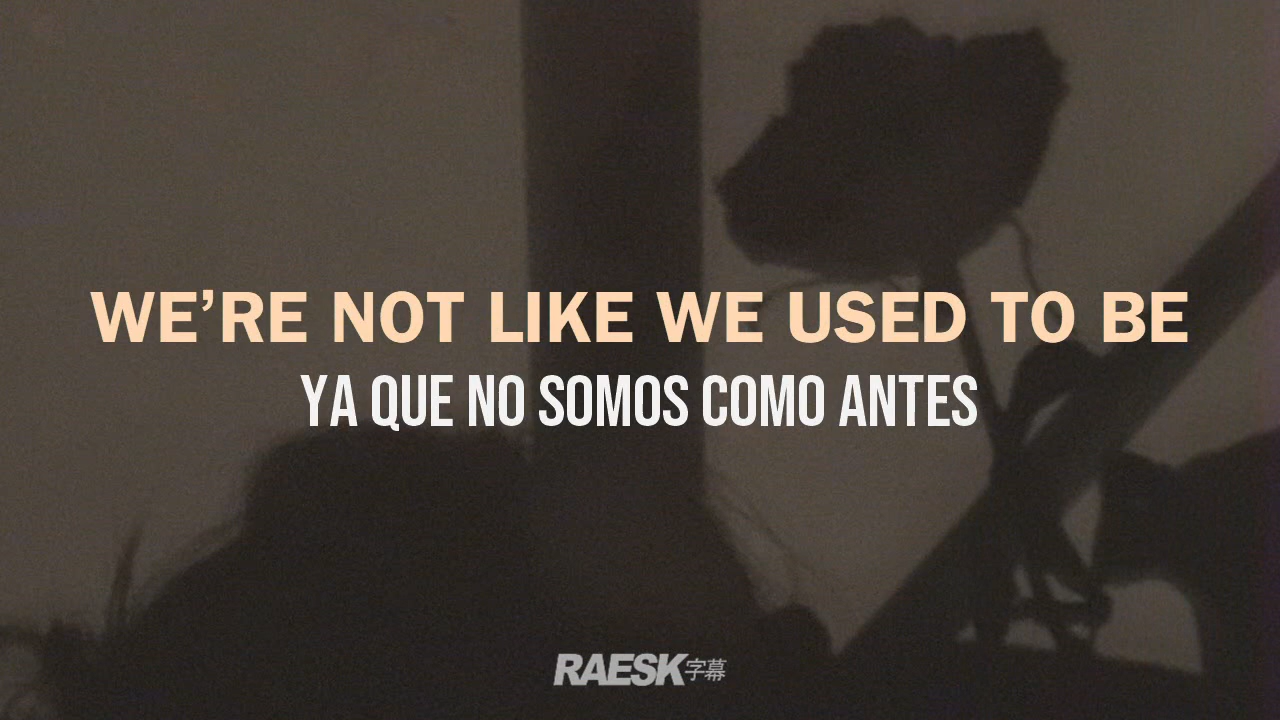 WE’RE NOT LIKE WE USED TO BE
YA QUE NO SOMOS COMO ANTES
RAESK字幕